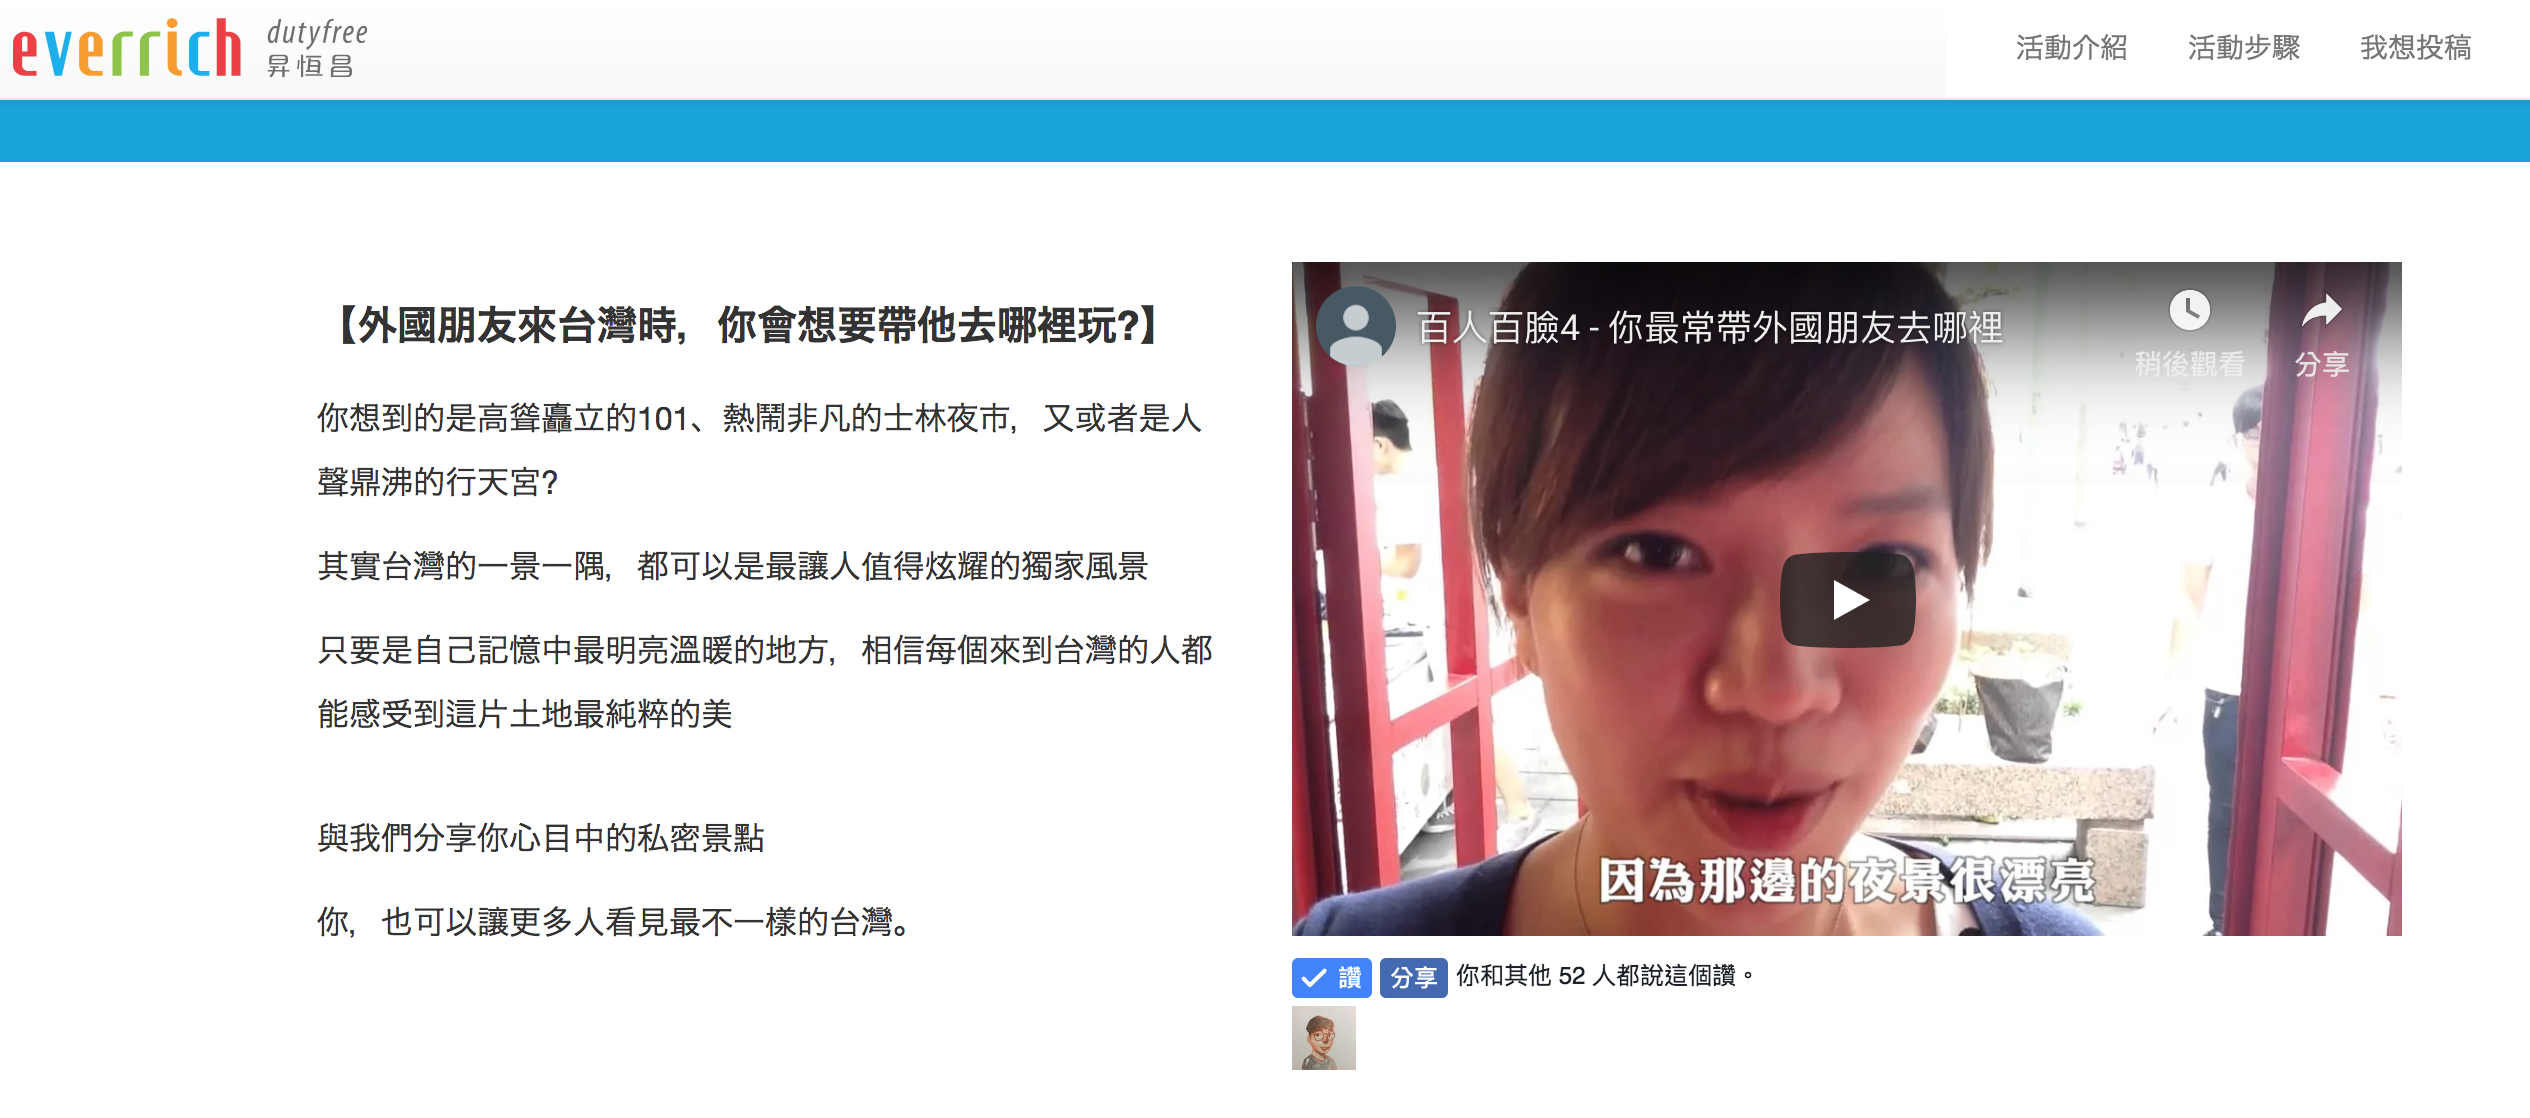 everrich dutyfree
昇恆昌
活動介紹 活動步驟 我想投稿
【外國朋友來台灣時，你會想要帶他去哪裡玩?】
你想到的是高聳矗立的101、熱鬧非凡的士林夜市，又或者是人
聲鼎沸的行天宮?
其實台灣的一景一隅，都可以是最讓人值得炫耀的獨家風景
只要是自己記憶中最明亮溫暖的地方，相信每個來到台灣的人都
能感受到這片土地最純粹的美
與我們分享你心目中的私密景點
你，也可以讓更多人看見最不一樣的台灣。
百人百臉4 - 你最常帶外國朋友去哪裡
稍後觀看 分享
因為那邊的夜景很漂亮
讚 分享 你和其他 52 人都說這個讚。